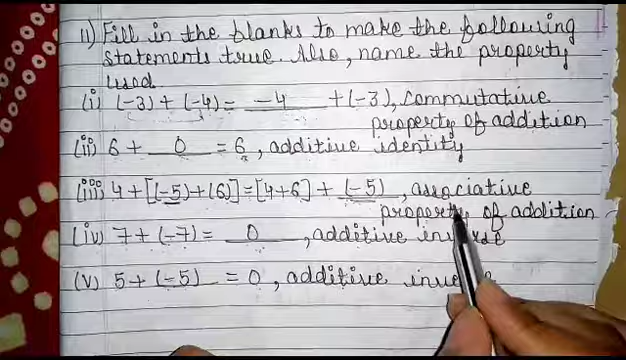 11) Fill in the blanks to make the following
statements true. Also, name the property
used
(i) (-3) + (-4) = -4 + (-3), commutative
property of addition
(ii) 6 + 0 = 6, additive identity
(iii) 4 + [(-5) + (6)] = [4+6] + (-5), associative
property of addition
(iv) 7 + (-7) = 0, additive inverse
(v) 5 + (-5) = 0, additive